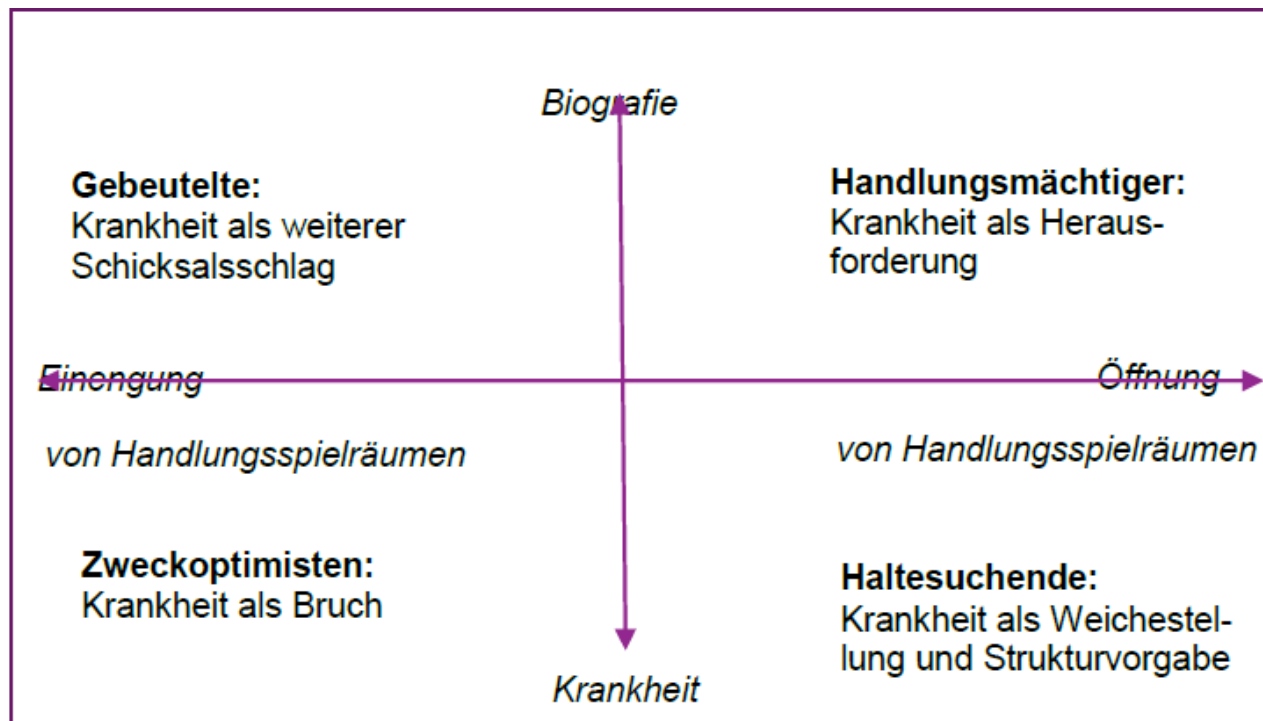 Biografie
Gebeutelte:
Krankheit als weiterer
Schicksalsschlag
Handlungsmächtiger:
Krankheit als Heraus-
forderung
Einengung
Öffnung
von Handlungsspielräumen
von Handlungsspielräumen
Zweckoptimisten:
Krankheit als Bruch
Haltesuchende:
Krankheit als Weichestel-
lung und Strukturvorgabe
Krankheit